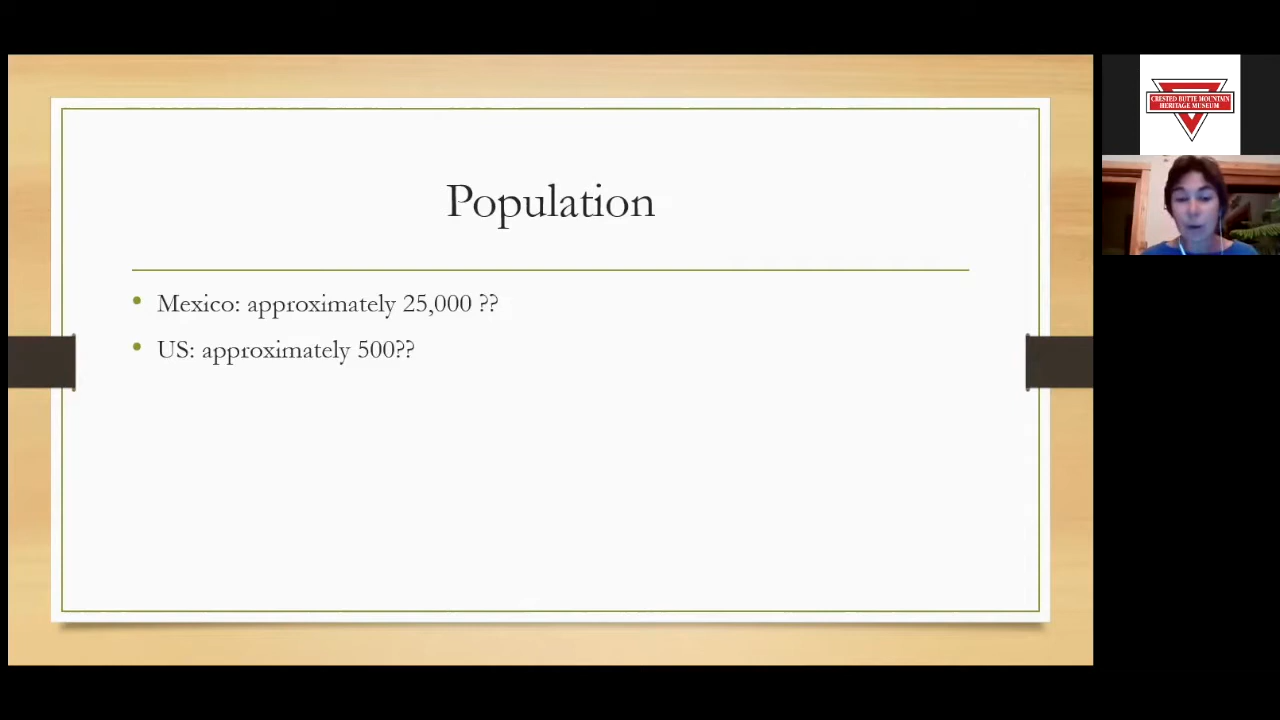 Population
Mexico: approximately 25,000 ??
US: approximately 500??
CRESTED BUTTE MOUNTAIN
HERITAGE MUSEUM